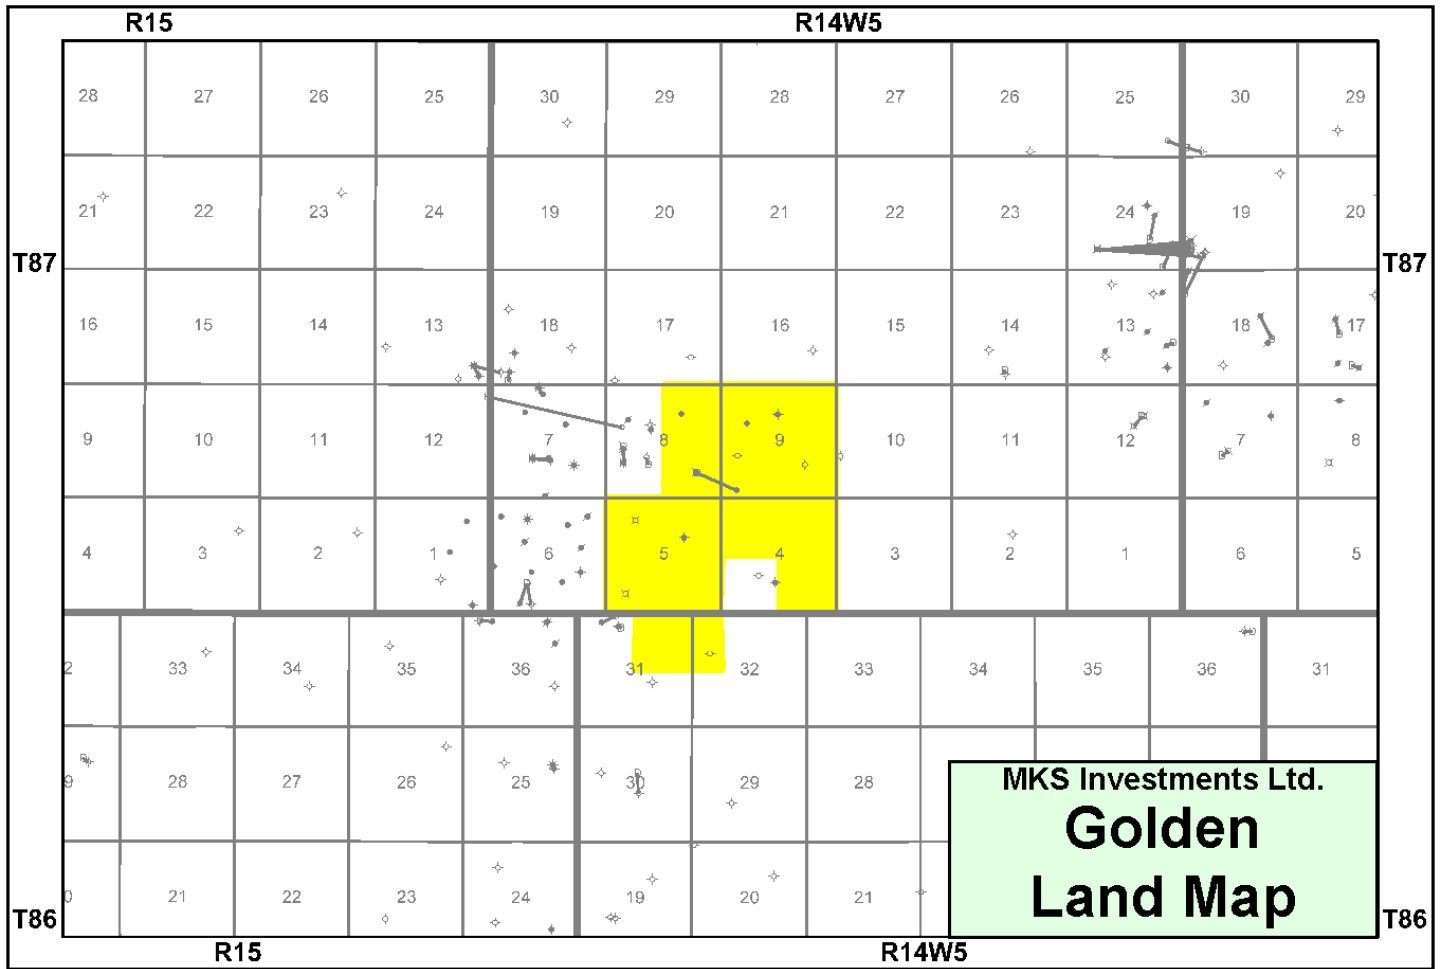 R15 R14W5
28 27 26 25 30 29 28 27 26 25 30 29
21 22 23 24 19 20 21 22 23 24 19 20
T87 T87
16 15 14 13 18 17 16 15 14 13 18 17
9 10 11 12 7 8 9 10 11 12 7 8
4 3 2 1 6 5 4 3 2 1 6 5
2 33 34 35 36 31 32 33 34 35 36 31
9 28 27 26 25 30 29 28
MKS Investments Ltd.
Golden
Land Map
0 21 22 23 24 19 20 21
T86 T86
R15 R14W5